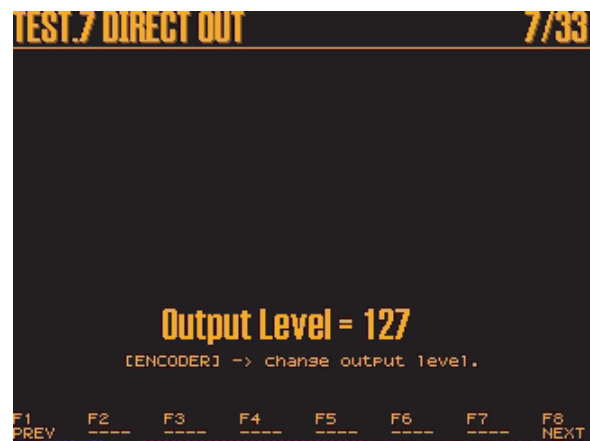 TEST.7 DIRECT OUT 7/33
Output Level = 127
[ENCODER] -> change output level.
F1 F2 F3 F4 F5 F6 F7 F8
PREV ---- ---- ---- ---- ---- ---- NEXT